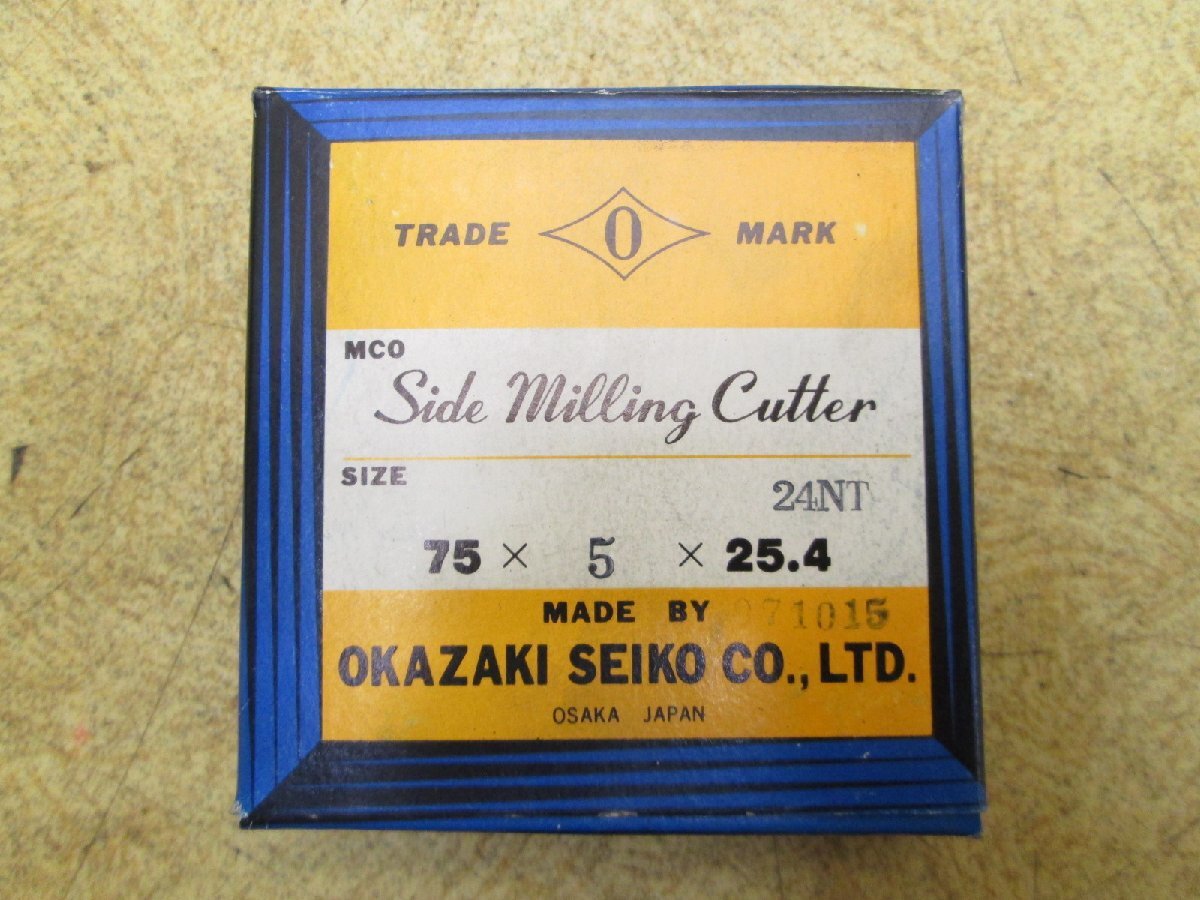 TRADE O MARK
MCO
Side Milling Cutter
SIZE
24NT
75 × 5 × 25.4
MADE BY 971015
OKAZAKI SEIKO CO., LTD.
OSAKA JAPAN